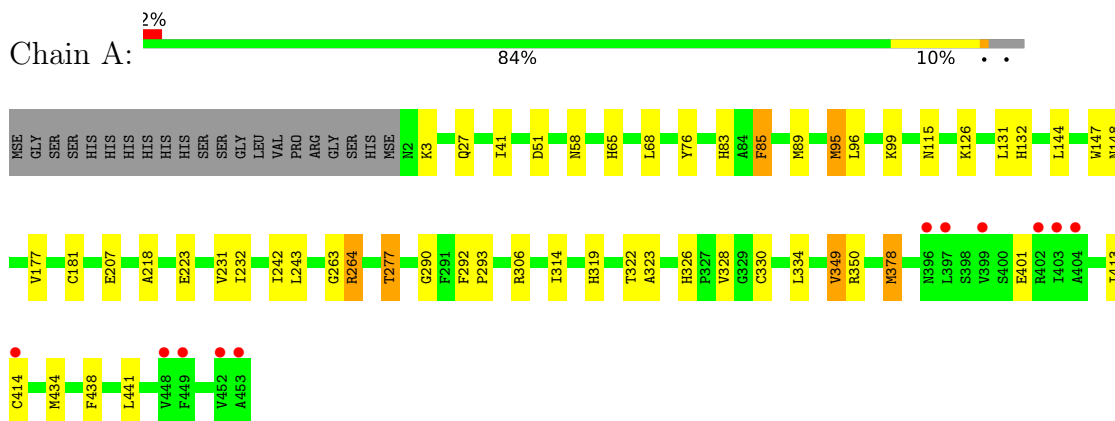 2%
Chain A:
84% 10% • •
MSE GLY SER SER HIS HIS HIS HIS HIS HIS SER SER GLY LEU VAL PRO ARG GLY SER HIS MSE N2 K3 Q27 I41 D51 N58 H65 L68 Y76 H83 A84 F85 M89 M95 L96 K99 N115 K126 L131 H132 L144 W147
V177 C181 E207 A218 E223 V231 I232 I242 L243 G263 R264 T277 G290 F291 F292 P293 R306 I314 H319 T322 A323 H326 P327 V328 G329 C330 L334 V349 R350 M378 N396 L397 S398 V399 S400 E401 R402 I403 A404
C414 M434 F438 L441 V448 F449 V452 A453